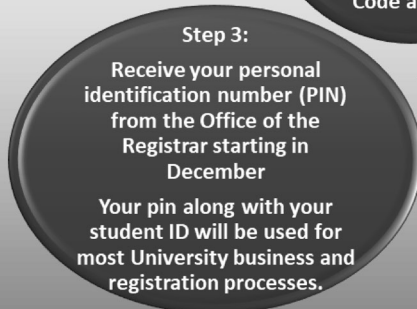 Code a
Step 3:
Receive your personal
identification number (PIN)
from the Office of the
Registrar starting in
December
Your pin along with your
student ID will be used for
most University business and
registration processes.